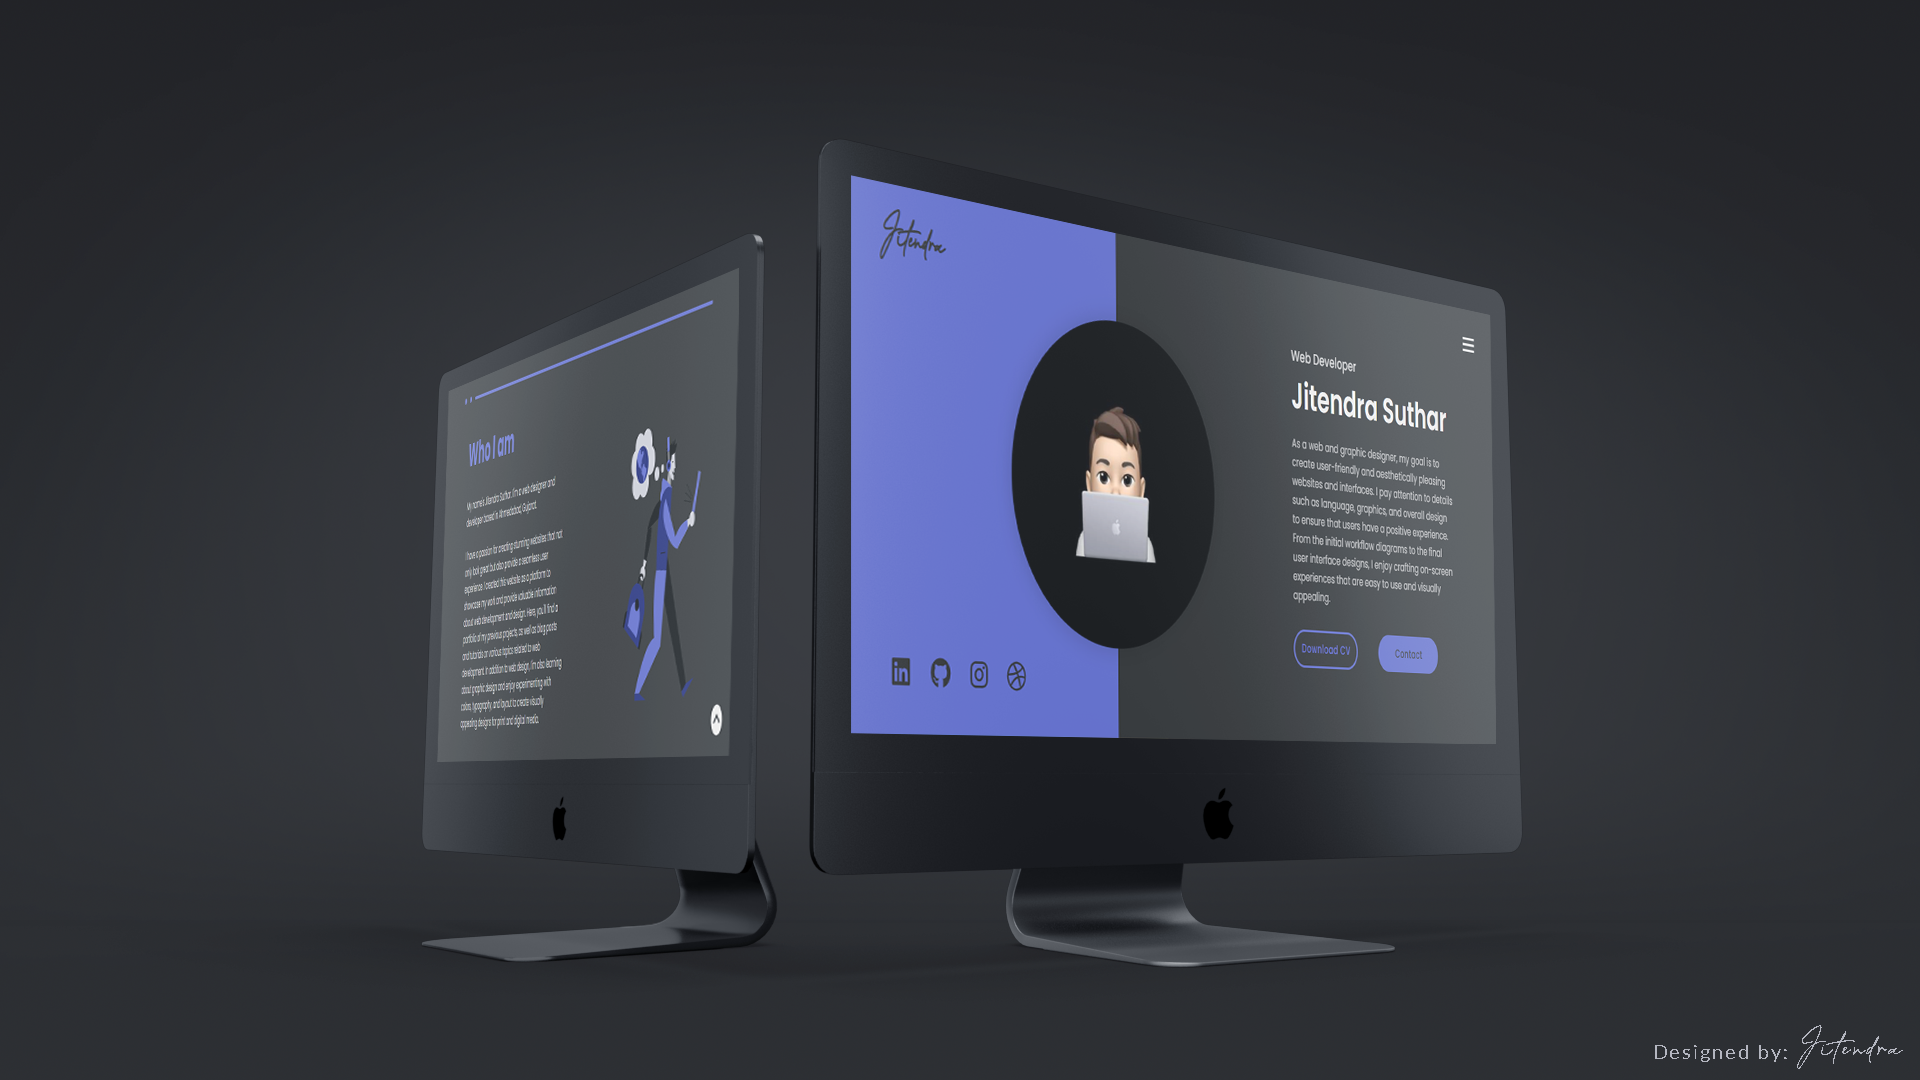 Who I am
My name's Jitendra Suthar. I'm a web designer and
developer based in Ahmedabad, Gujarat.
I have a passion for creating stunning websites that not
only look great but also provide a seamless user
experience. I created this website as a platform to
showcase my work and provide valuable information
about web development and design. Here, you'll find a
portfolio of my previous projects, as well as blog posts
and tutorials on various topics related to web
development. In addition to web design, I'm also learning
about graphic design and enjoy experimenting with
colors, typography, and layout to create visually
appealing designs for print and digital media.
Jitendra
in
Web Developer
Jitendra Suthar
As a web and graphic designer, my goal is to
create user-friendly and aesthetically pleasing
websites and interfaces. I pay attention to details
such as language, graphics, and overall design
to ensure that users have a positive experience.
From the initial workflow diagrams to the final
user interface designs, I enjoy crafting on-screen
experiences that are easy to use and visually
appealing.
Download CV
Contact
Designed by: Jitendra